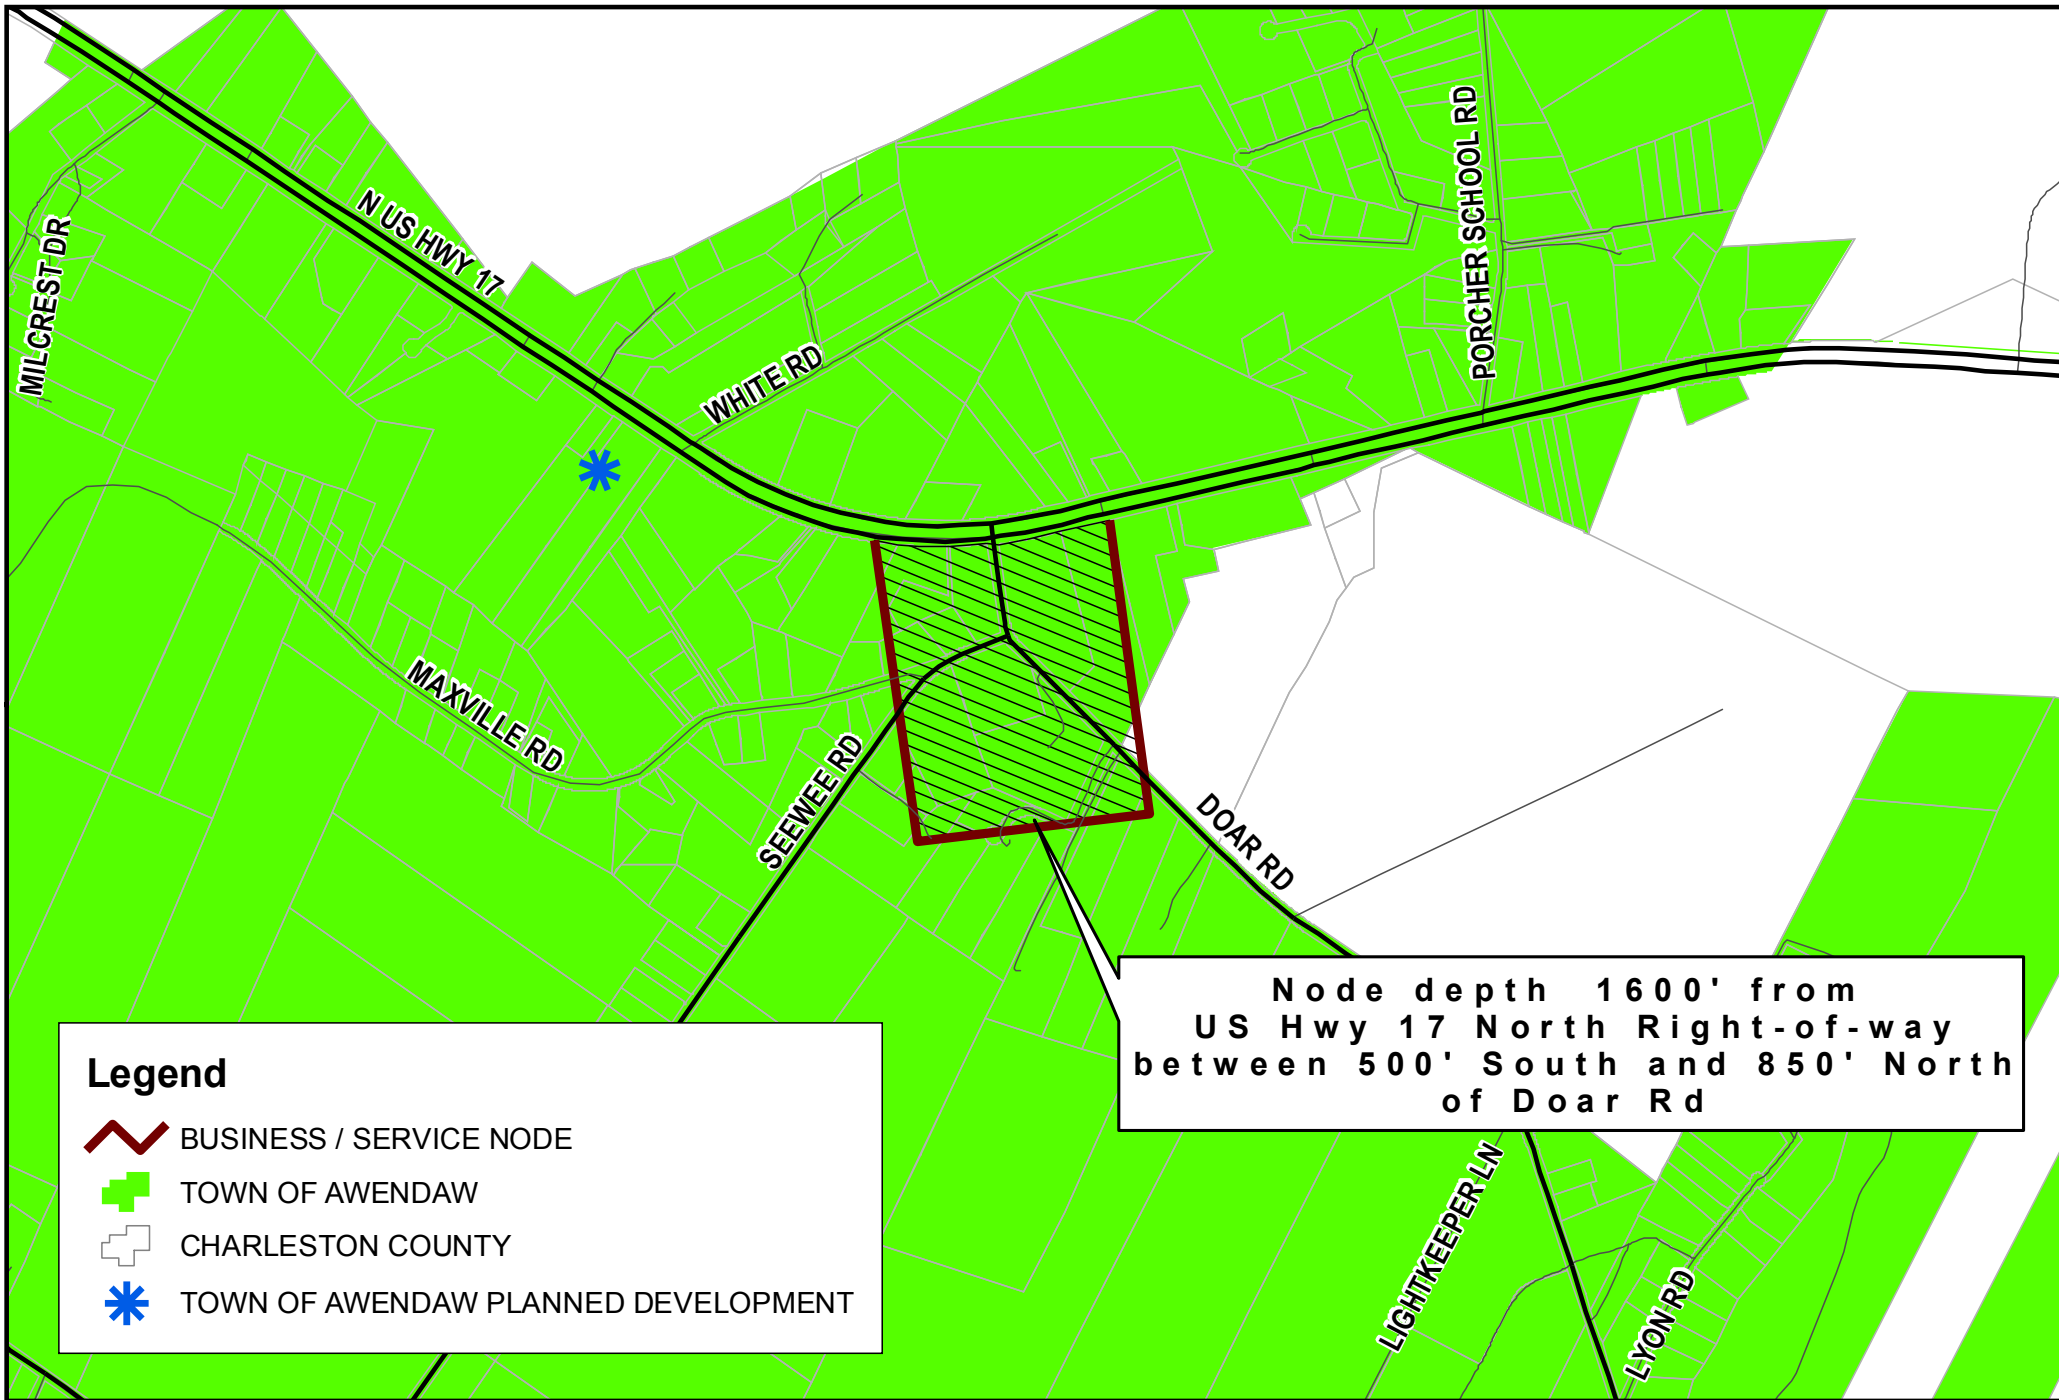 PORCHER SCHOOL RD
N US HWY 17
MILCREST DR
WHITE RD
MAXVILLE RD
SEEWEE RD
DOAR RD
Node depth 1600' from
US Hwy 17 North Right-of-way
between 500' South and 850' North
of Doar Rd
Legend
BUSINESS / SERVICE NODE
TOWN OF AWENDAW
CHARLESTON COUNTY
TOWN OF AWENDAW PLANNED DEVELOPMENT
LIGHTKEEPER LN
LYON RD